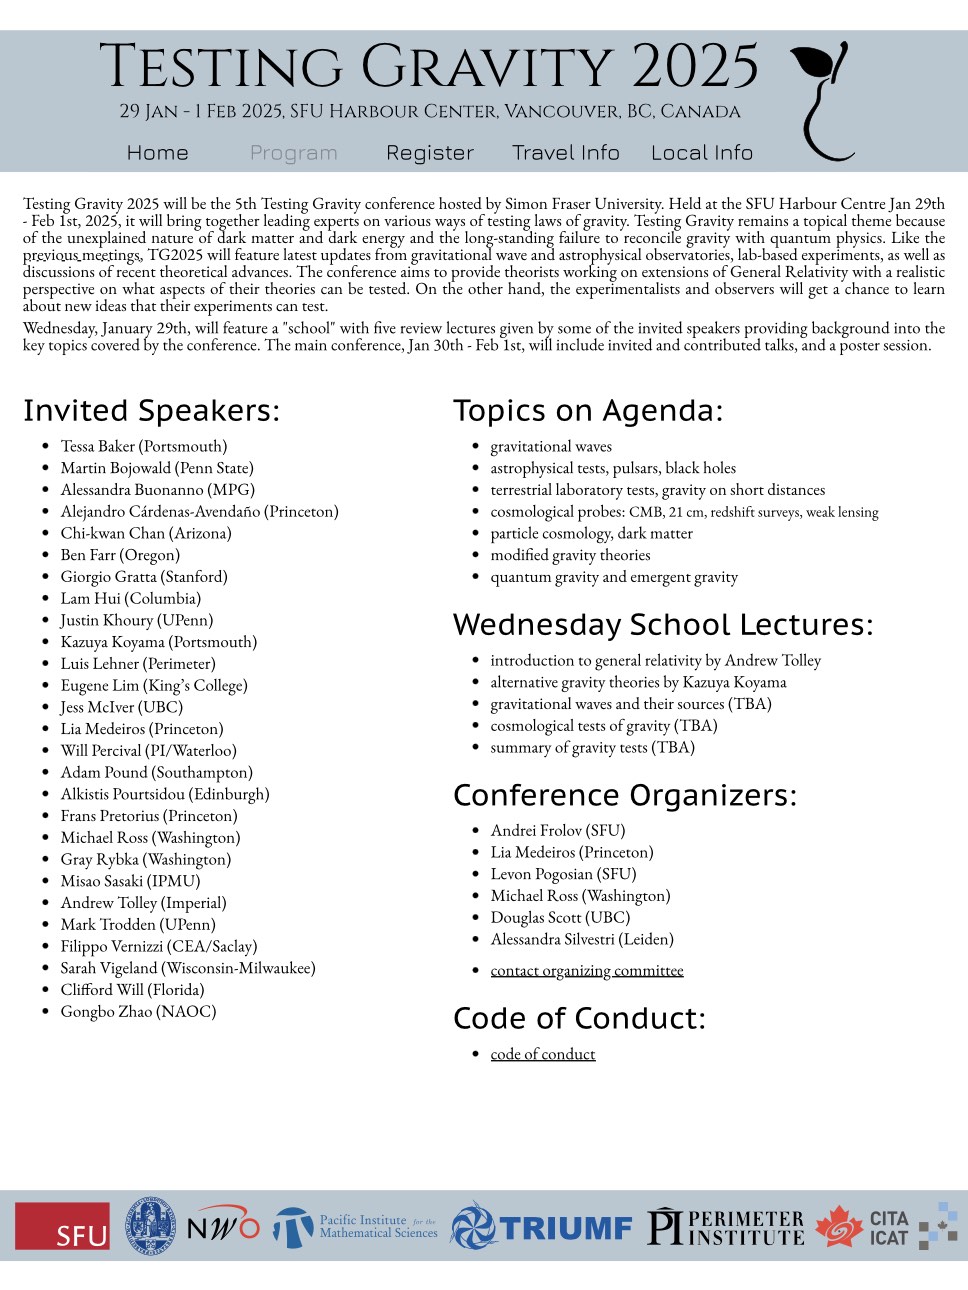 Testing Gravity 2025
29 Jan - 1 Feb 2025, SFU Harbour Center, Vancouver, BC, Canada
Home Program Register Travel Info Local Info
Testing Gravity 2025 will be the 5th Testing Gravity conference hosted by Simon Fraser University. Held at the SFU Harbour Centre Jan 29th
- Feb 1st, 2025, it will bring together leading experts on various ways of testing laws of gravity. Testing Gravity remains a topical theme because
of the unexplained nature of dark matter and dark energy and the long-standing failure to reconcile gravity with quantum physics. Like the
previous meetings, TG2025 will feature latest updates from gravitational wave and astrophysical observatories, lab-based experiments, as well as
discussions of recent theoretical advances. The conference aims to provide theorists working on extensions of General Relativity with a realistic
perspective on what aspects of their theories can be tested. On the other hand, the experimentalists and observers will get a chance to learn
about new ideas that their experiments can test.
Wednesday, January 29th, will feature a "school" with five review lectures given by some of the invited speakers providing background into the
key topics covered by the conference. The main conference, Jan 30th - Feb 1st, will include invited and contributed talks, and a poster session.
Invited Speakers:
• Tessa Baker (Portsmouth)
• Martin Bojowald (Penn State)
• Alessandra Buonanno (MPG)
• Alejandro Cárdenas-Avendaño (Princeton)
• Chi-kwan Chan (Arizona)
• Ben Farr (Oregon)
• Giorgio Gratta (Stanford)
• Lam Hui (Columbia)
• Justin Khoury (UPenn)
• Kazuya Koyama (Portsmouth)
• Luis Lehner (Perimeter)
• Eugene Lim (King’s College)
• Jess McIver (UBC)
• Lia Medeiros (Princeton)
• Will Percival (PI/Waterloo)
• Adam Pound (Southampton)
• Alkistis Pourtsidou (Edinburgh)
• Frans Pretorius (Princeton)
• Michael Ross (Washington)
• Gray Rybka (Washington)
• Misao Sasaki (IPMU)
• Andrew Tolley (Imperial)
• Mark Trodden (UPenn)
• Filippo Vernizzi (CEA/Saclay)
• Sarah Vigeland (Wisconsin-Milwaukee)
• Clifford Will (Florida)
• Gongbo Zhao (NAOC)
Topics on Agenda:
• gravitational waves
• astrophysical tests, pulsars, black holes
• terrestrial laboratory tests, gravity on short distances
• cosmological probes: CMB, 21 cm, redshift surveys, weak lensing
• particle cosmology, dark matter
• modified gravity theories
• quantum gravity and emergent gravity
Wednesday School Lectures:
• introduction to general relativity by Andrew Tolley
• alternative gravity theories by Kazuya Koyama
• gravitational waves and their sources (TBA)
• cosmological tests of gravity (TBA)
• summary of gravity tests (TBA)
Conference Organizers:
• Andrei Frolov (SFU)
• Lia Medeiros (Princeton)
• Levon Pogosian (SFU)
• Michael Ross (Washington)
• Douglas Scott (UBC)
• Alessandra Silvestri (Leiden)
• contact organizing committee
Code of Conduct:
• code of conduct
SFU
NWO
Pacific Institute for the
Mathematical Sciences
TRIUMF
PI PERIMETER
INSTITUTE
CITA
ICAT